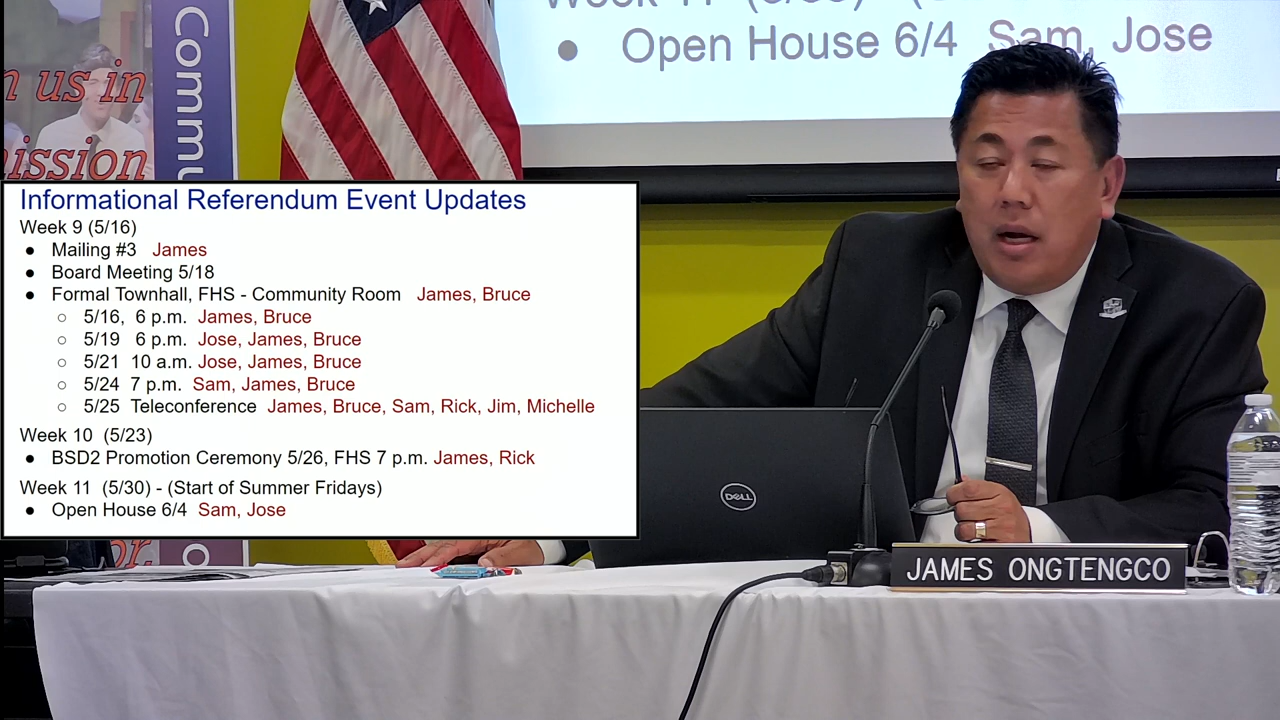 Week 11 (5/30) - (S
Open House 6/4 Sam, Jose
Commu
n us in
ission
Informational Referendum Event Updates
Week 9 (5/16)
● Mailing #3 James
● Board Meeting 5/18
● Formal Townhall, FHS - Community Room James, Bruce
○ 5/16, 6 p.m. James, Bruce
○ 5/19 6 p.m. Jose, James, Bruce
○ 5/21 10 a.m. Jose, James, Bruce
○ 5/24 7 p.m. Sam, James, Bruce
○ 5/25 Teleconference James, Bruce, Sam, Rick, Jim, Michelle
Week 10 (5/23)
● BSD2 Promotion Ceremony 5/26, FHS 7 p.m. James, Rick
Week 11 (5/30) - (Start of Summer Fridays)
● Open House 6/4 Sam, Jose
DELL
JAMES ONGTENGCO